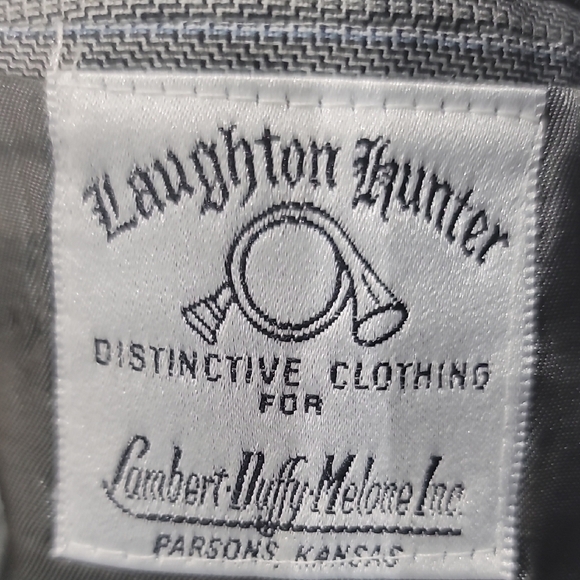 Laughton Hunter
DISTINCTIVE CLOTHING
FOR
Lambert-Duffy-Melone Inc.
PARSONS, KANSAS